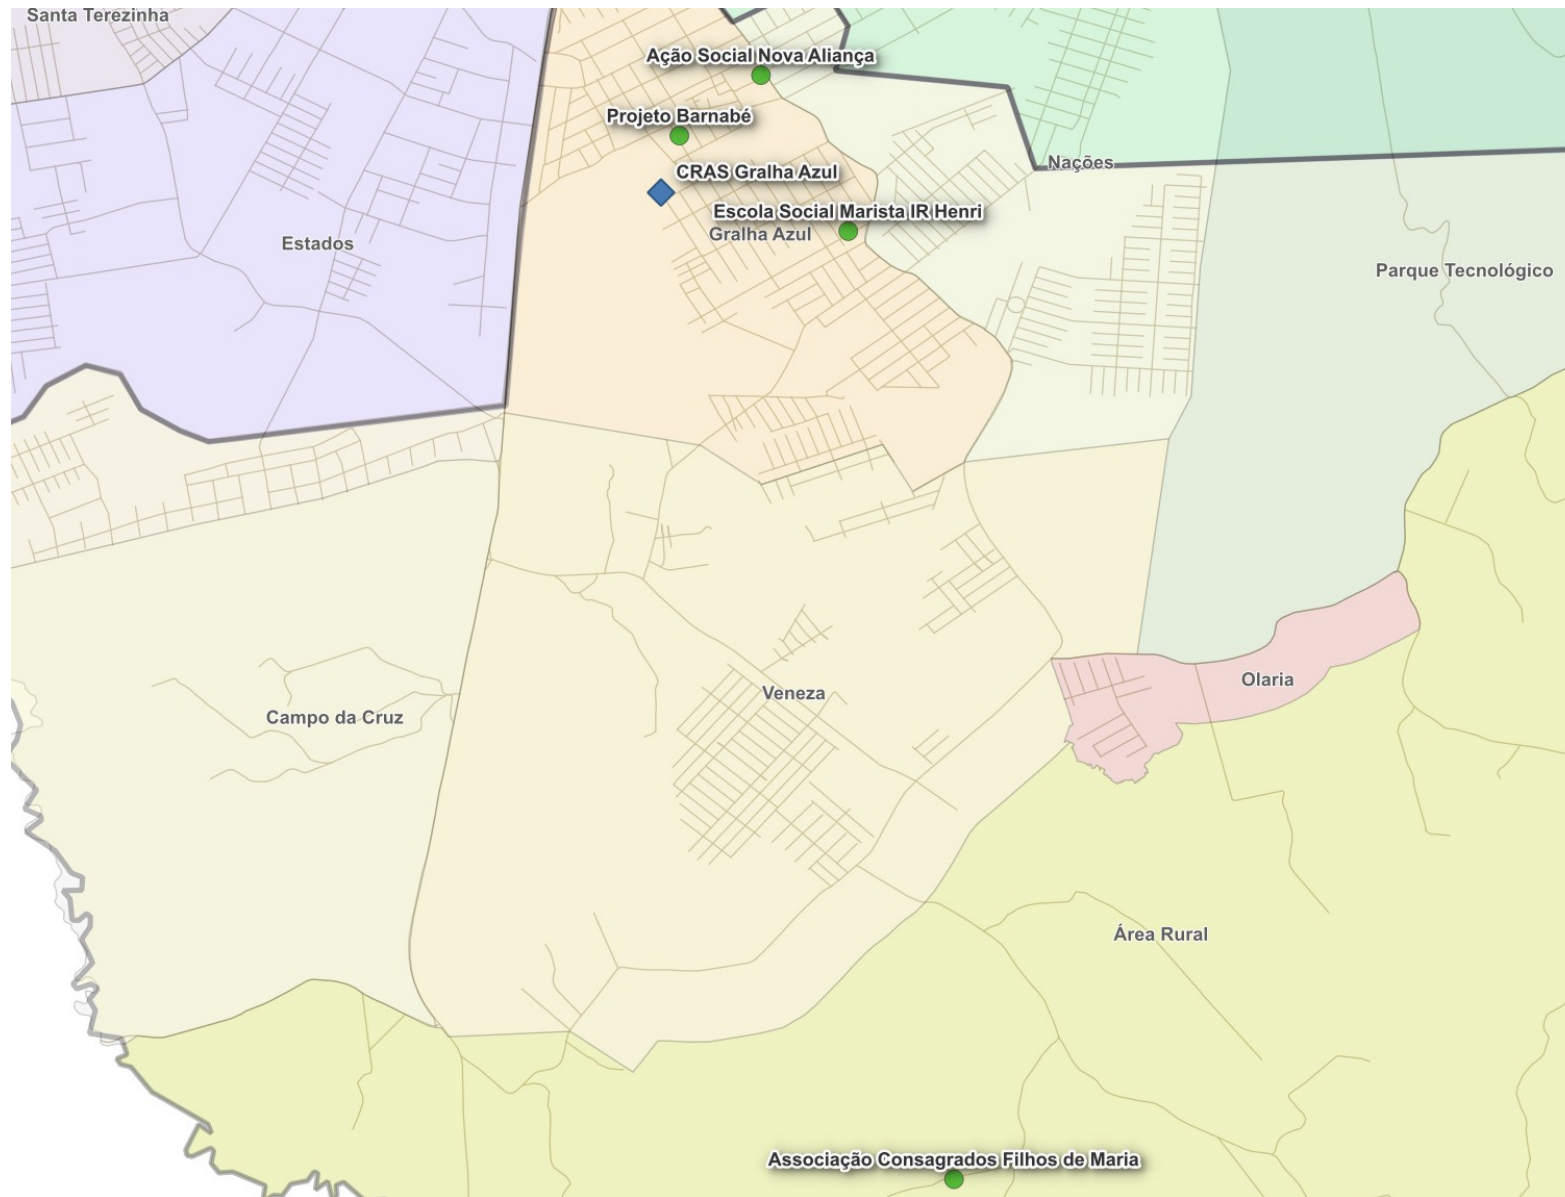 Santa Terezinha
Ação Social Nova Aliança
Projeto Barnabé
Nações
CRAS Gralha Azul
Escola Social Marista IR Henri
Gralha Azul
Estados
Parque Tecnológico
Olaria
Veneza
Campo da Cruz
Área Rural
Associação Consagrados Filhos de Maria